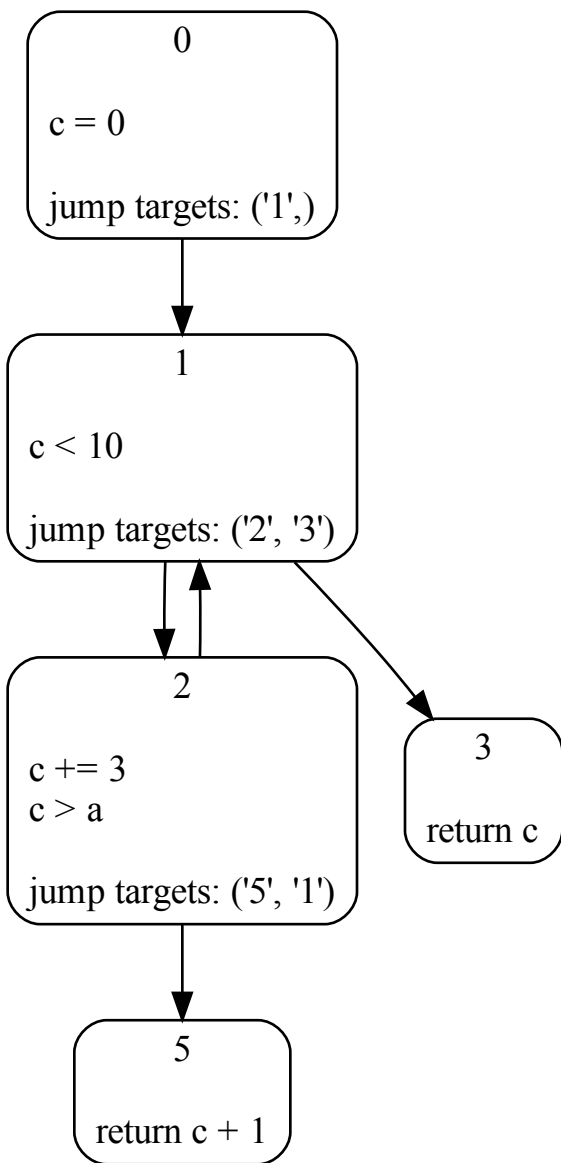 0
c = 0
jump targets: ('1',)
1
c < 10
jump targets: ('2', '3')
2
c += 3
c > a
jump targets: ('5', '1')
3
return c
5
return c + 1